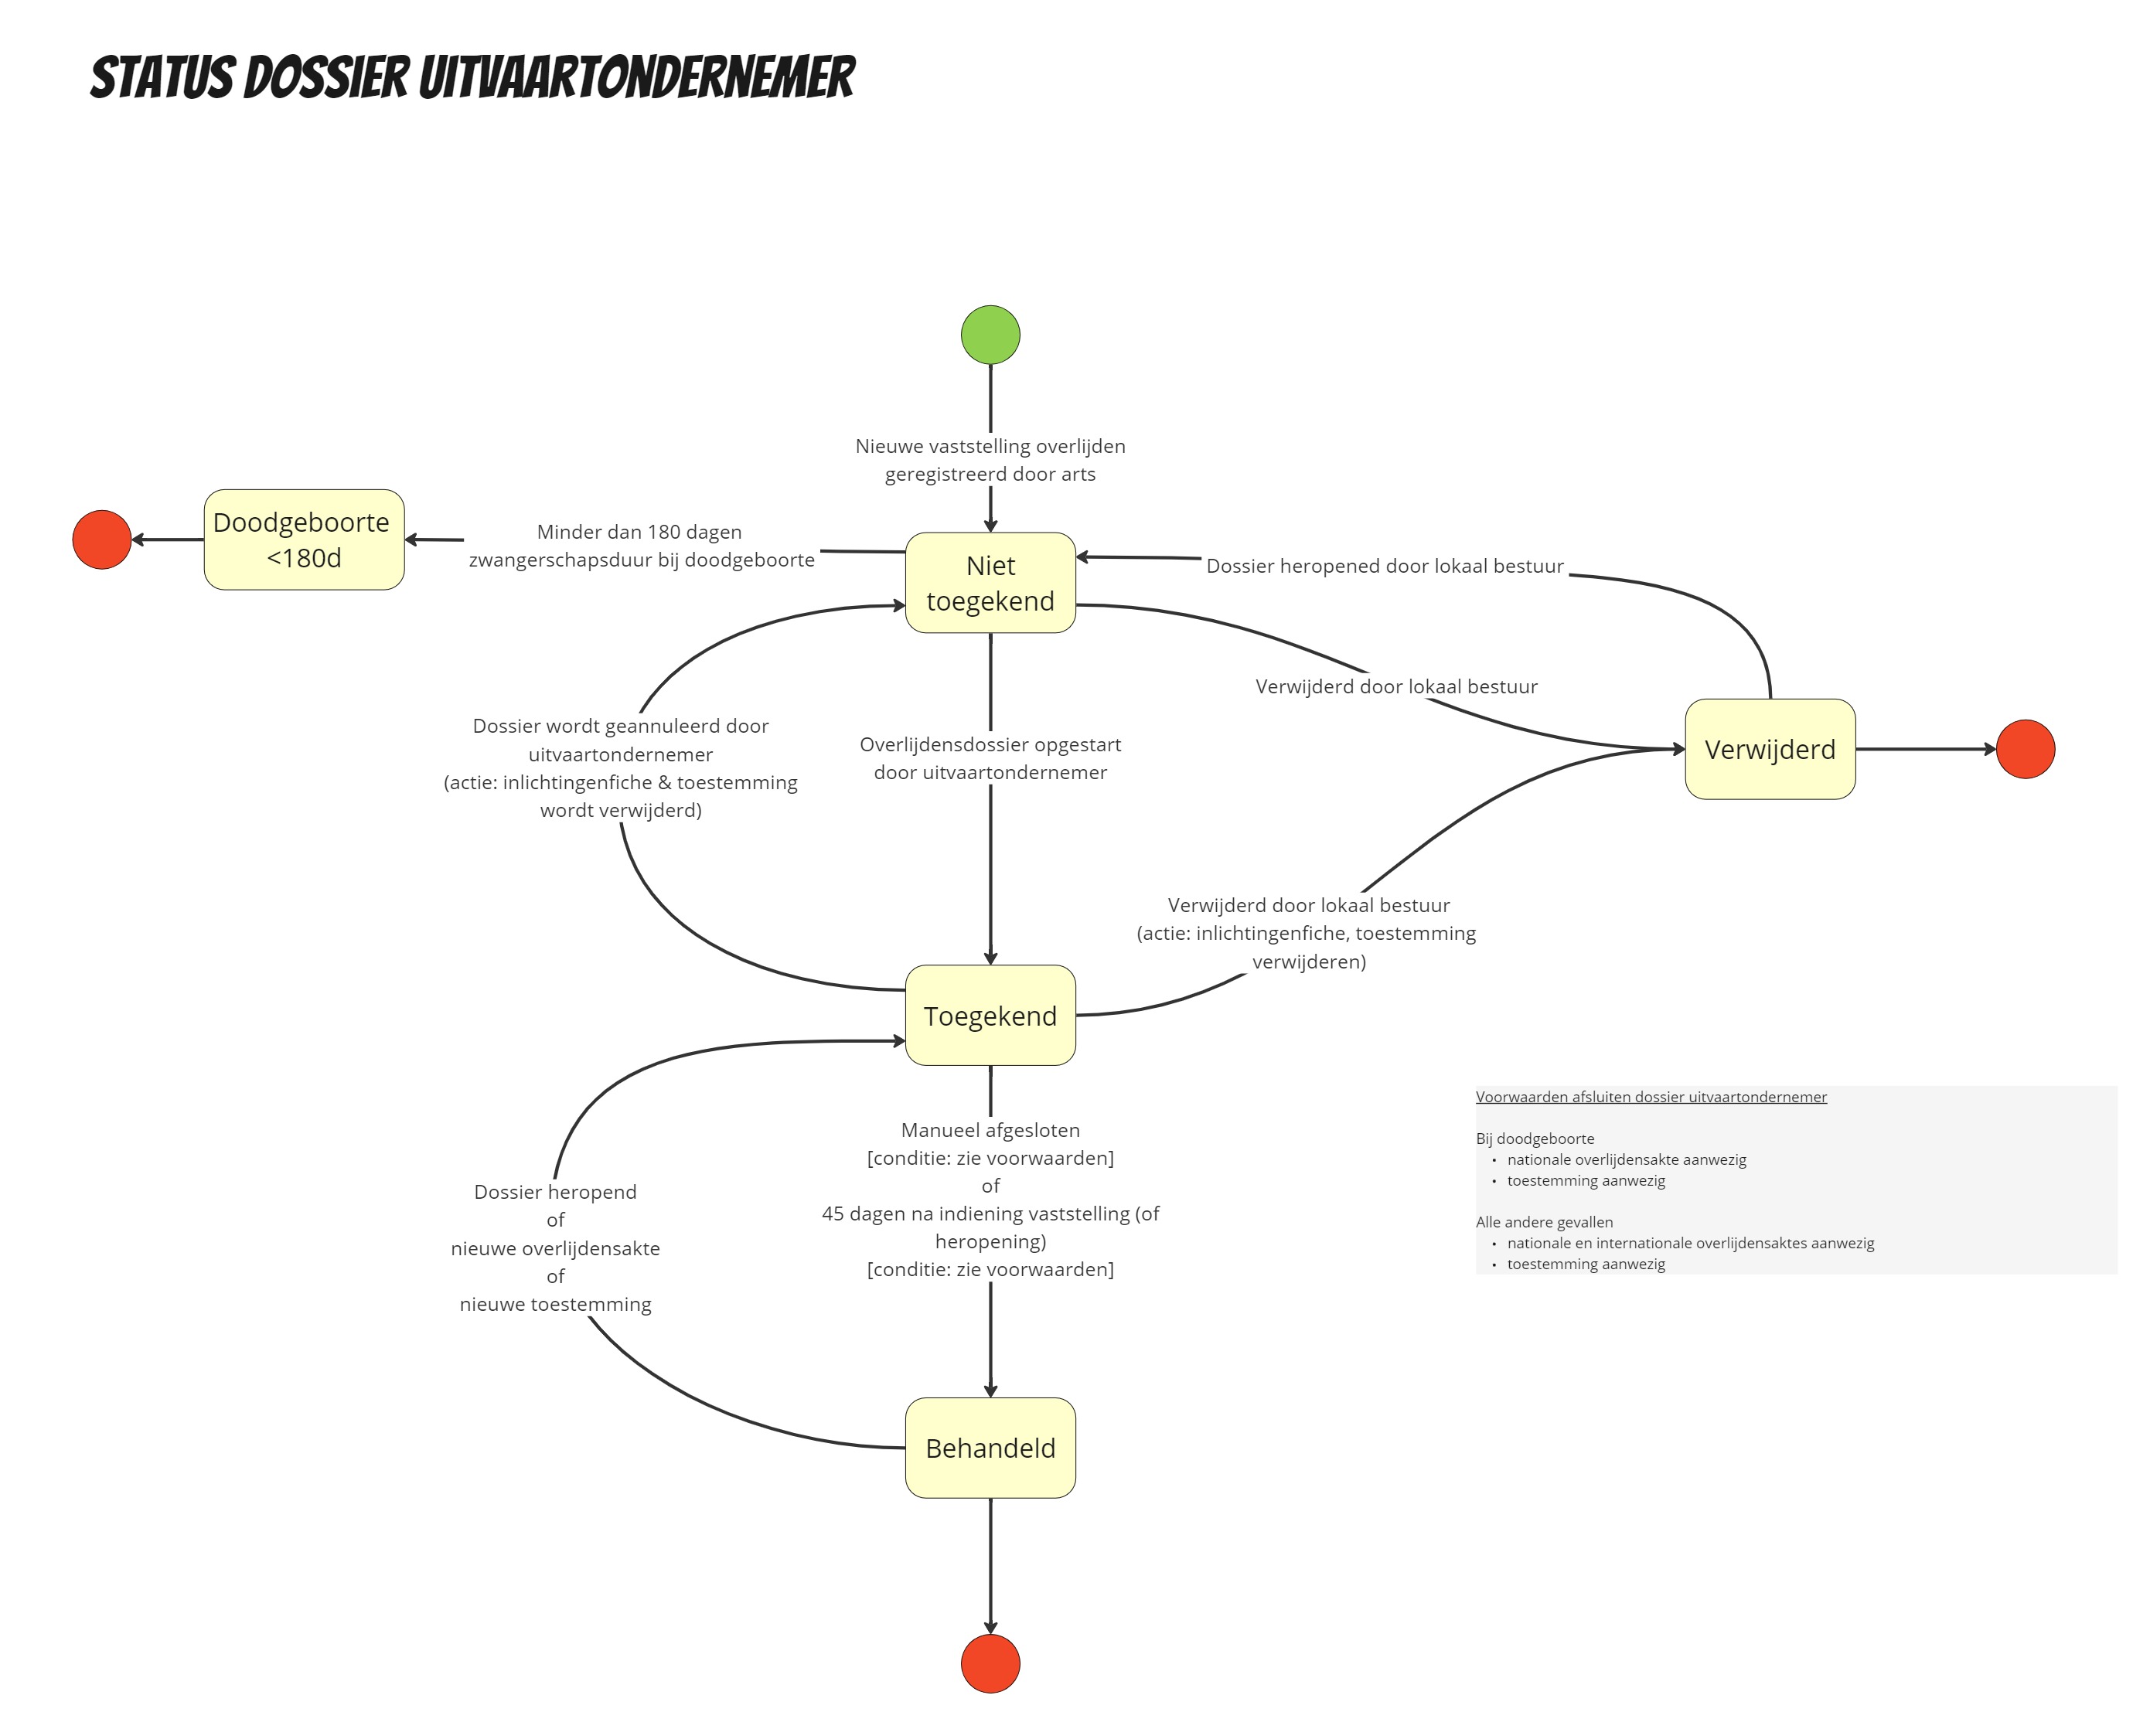 STATUS DOSSIER UITVAARTONDERNEMER
Nieuwe vaststelling overlijden
geregistreerd door arts
Doodgeboorte
<180d
Minder dan 180 dagen
zwangerschapsduur bij doodgeboorte
Niet
toegekend
Dossier heropened door lokaal bestuur
Verwijderd door lokaal bestuur
Verwijderd
Dossier wordt geannuleerd door
uitvaartondernemer
(actie: inlichtingenfiche & toestemming
wordt verwijderd)
Overlijdensdossier opgestart
door uitvaartondernemer
Verwijderd door lokaal bestuur
(actie: inlichtingenfiche, toestemming
verwijderen)
Toegekend
Manueel afgesloten
[conditie: zie voorwaarden]
of
45 dagen na indiening vaststelling (of
heropening)
[conditie: zie voorwaarden]
Dossier heropend
of
nieuwe overlijdensakte
of
nieuwe toestemming
Voorwaarden afsluiten dossier uitvaartondernemer
Bij doodgeboorte
• nationale overlijdensakte aanwezig
• toestemming aanwezig
Alle andere gevallen
• nationale en internationale overlijdensaktes aanwezig
• toestemming aanwezig
Behandeld